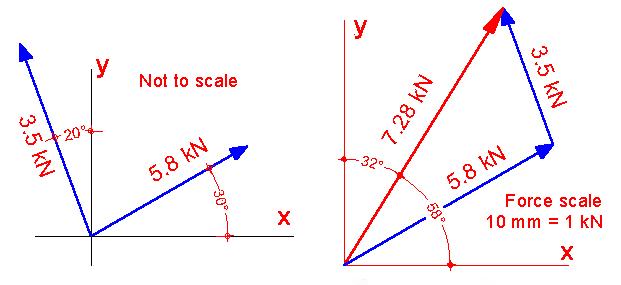 y
Not to scale
20°
3.5 kN
5.8 kN
30°
x
y
7.28 kN
3.5 kN
32°
5.8 kN
58°
Force scale
10 mm = 1 kN
x